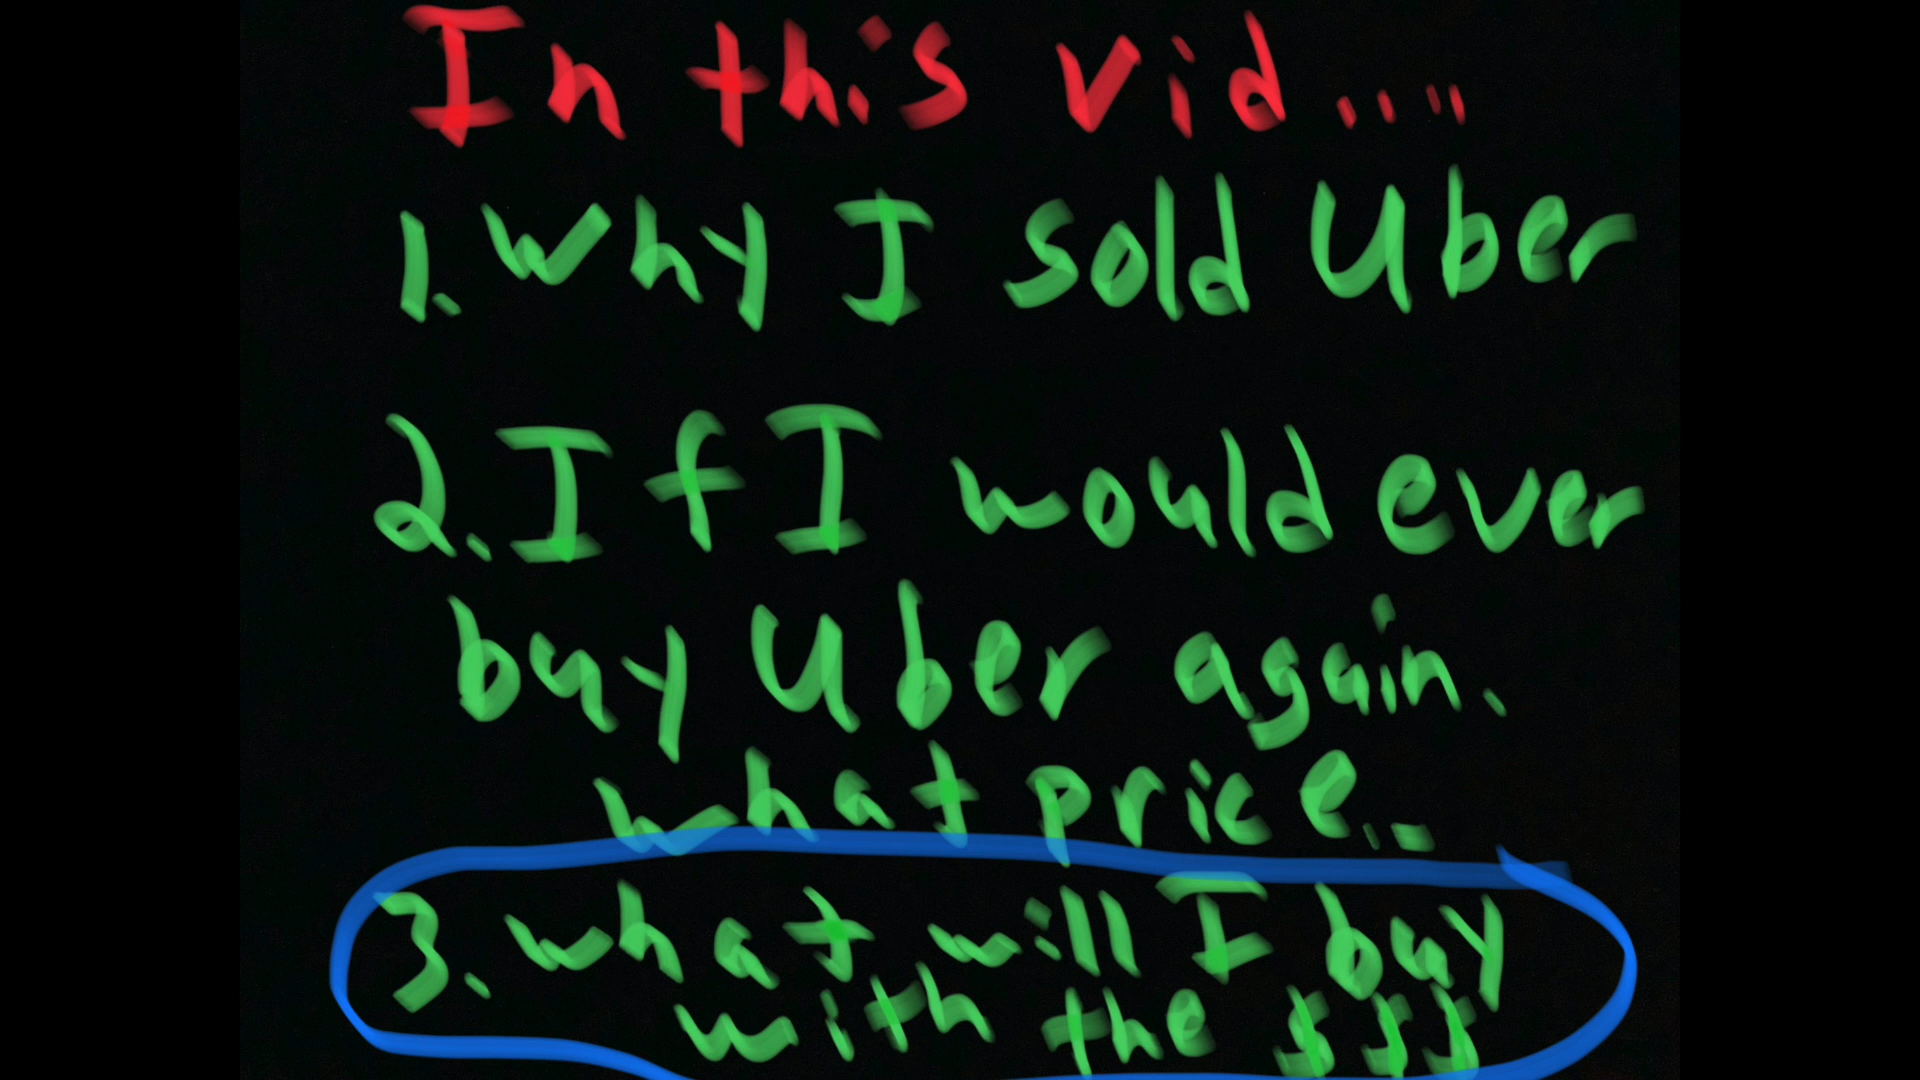 In this vid....
1. Why I sold Uber
2. If I would ever
buy Uber again.
what price..
3. what will I buy
with the $$$